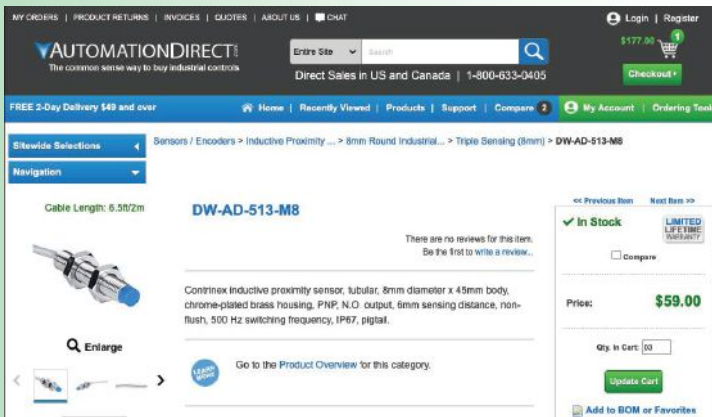 MY ORDERS | PRODUCT RETURNS | INVOICES | QUOTES | ABOUT US | CHAT
Login | Register
AUTOMATIONDIRECT
The common sense way to buy industrial controls
Entire Site
Search
$177.00
1
Direct Sales in US and Canada | 1-800-633-0405
Checkout
FREE 2-Day Delivery $49 and over
Home | Recently Viewed | Products | Support | Compare 2
My Account | Ordering Tools
Sitewide Selections
Navigation
Sensors / Encoders > Inductive Proximity ... > 8mm Round Industrial... > Triple Sensing (8mm) > DW-AD-513-M8
Cable Length: 6.5ft/2m
DW-AD-513-M8
There are no reviews for this item.
Be the first to write a review...
Contrinex inductive proximity sensor, tubular, 8mm diameter x 45mm body,
chrome-plated brass housing, PNP, N.O. output, 6mm sensing distance, non-
flush, 500 Hz switching frequency, IP67, pigtail.
Enlarge
LEARN MORE
Go to the Product Overview for this category.
<< Previous Item Next Item >>
In Stock
LIMITED
LIFETIME
WARRANTY
Compare
Price: $59.00
Qty. in Cart: 03
Update Cart
Add to BOM or Favorites